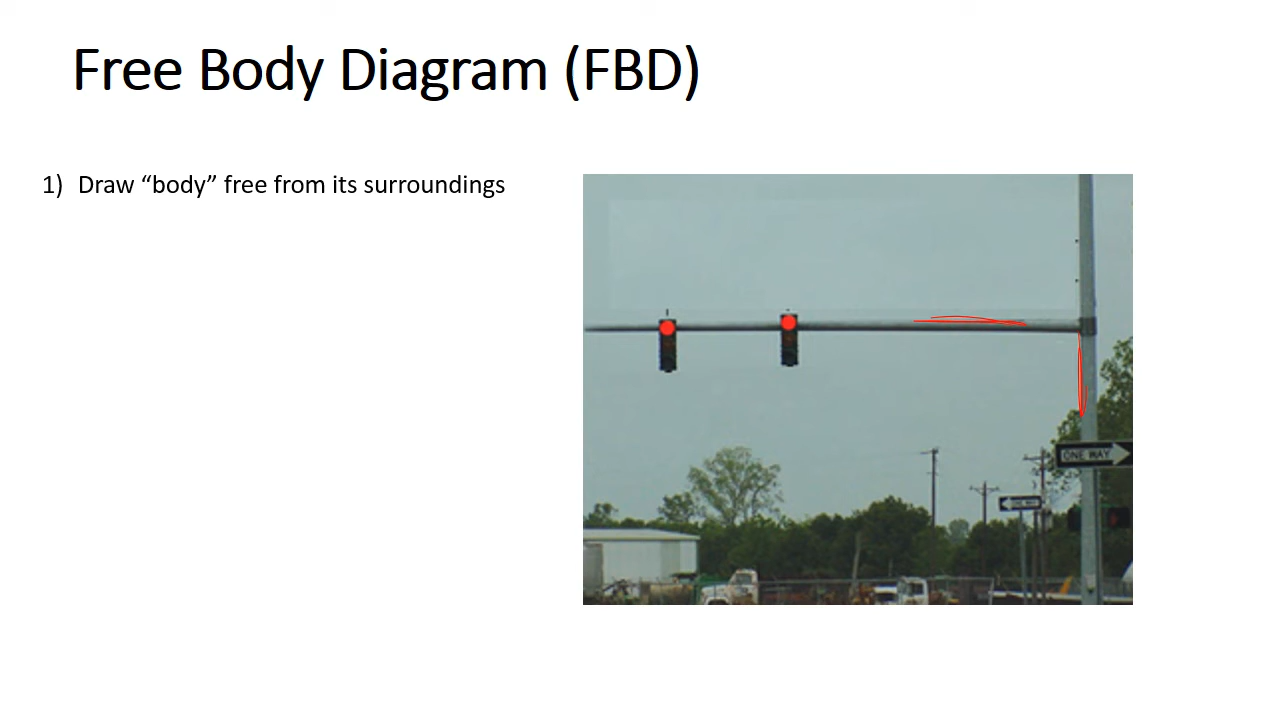 Free Body Diagram (FBD)
1) Draw “body” free from its surroundings
ONE WAY